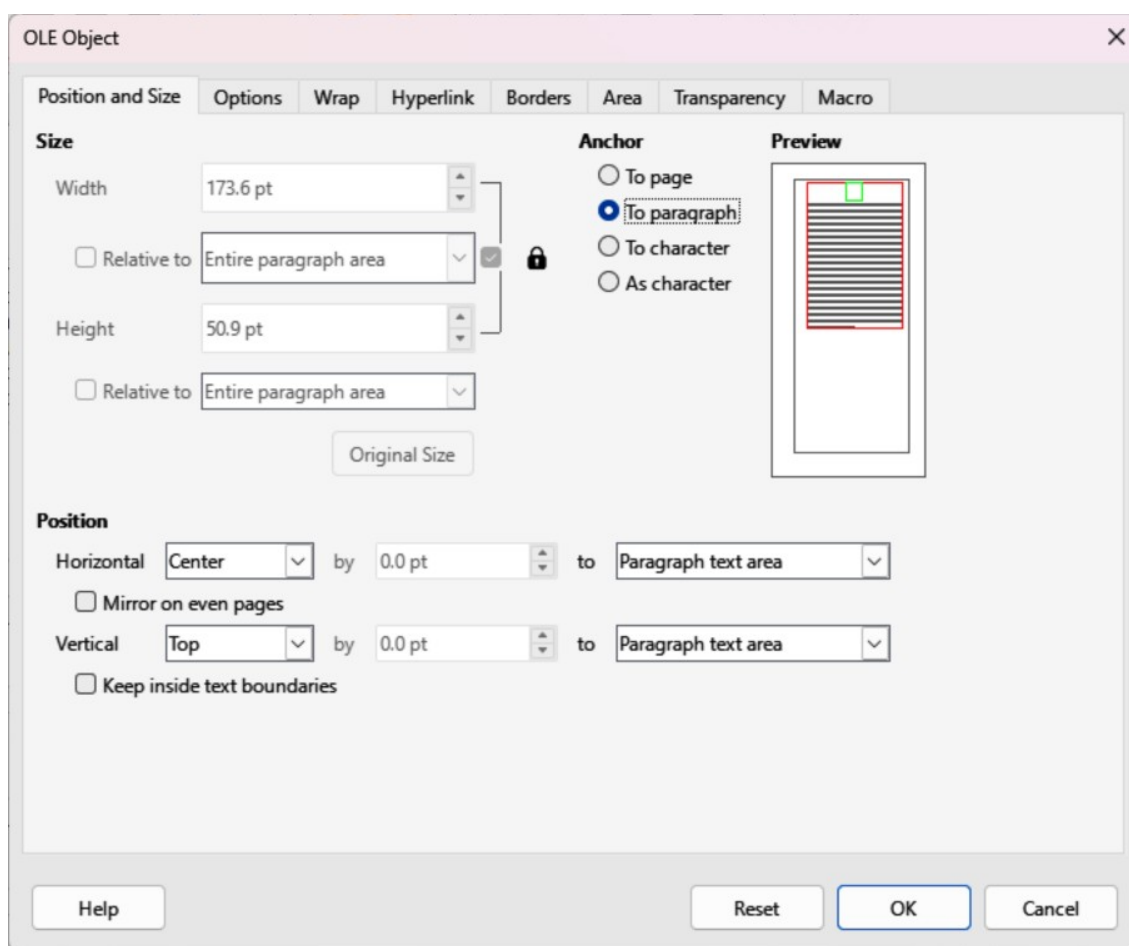 OLE Object
Position and Size Options Wrap Hyperlink Borders Area Transparency Macro
Size
Width 173.6 pt
Relative to Entire paragraph area
Height 50.9 pt
Relative to Entire paragraph area
Original Size
Anchor
To page
To paragraph
To character
As character
Preview
Position
Horizontal Center by 0.0 pt to Paragraph text area
Mirror on even pages
Vertical Top by 0.0 pt to Paragraph text area
Keep inside text boundaries
Help Reset OK Cancel